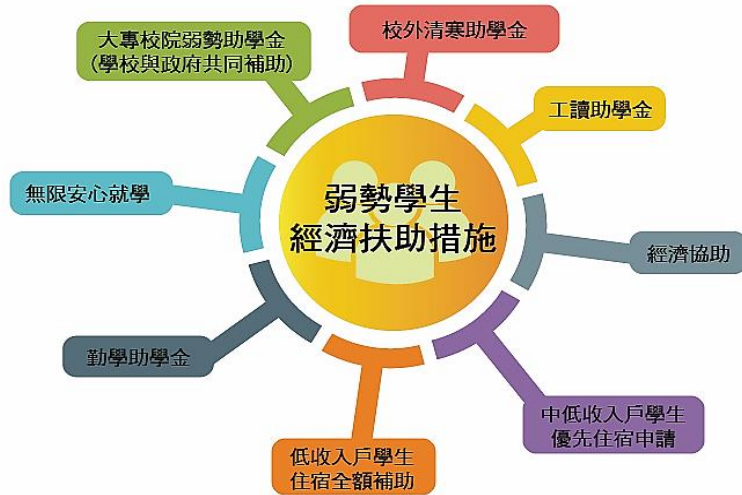 弱勢學生
經濟扶助措施
大專校院弱勢助學金
(學校與政府共同補助)
校外清寒助學金
工讀助學金
經濟協助
中低收入戶學生
優先住宿申請
低收入戶學生
住宿全額補助
勤學助學金
無限安心就學